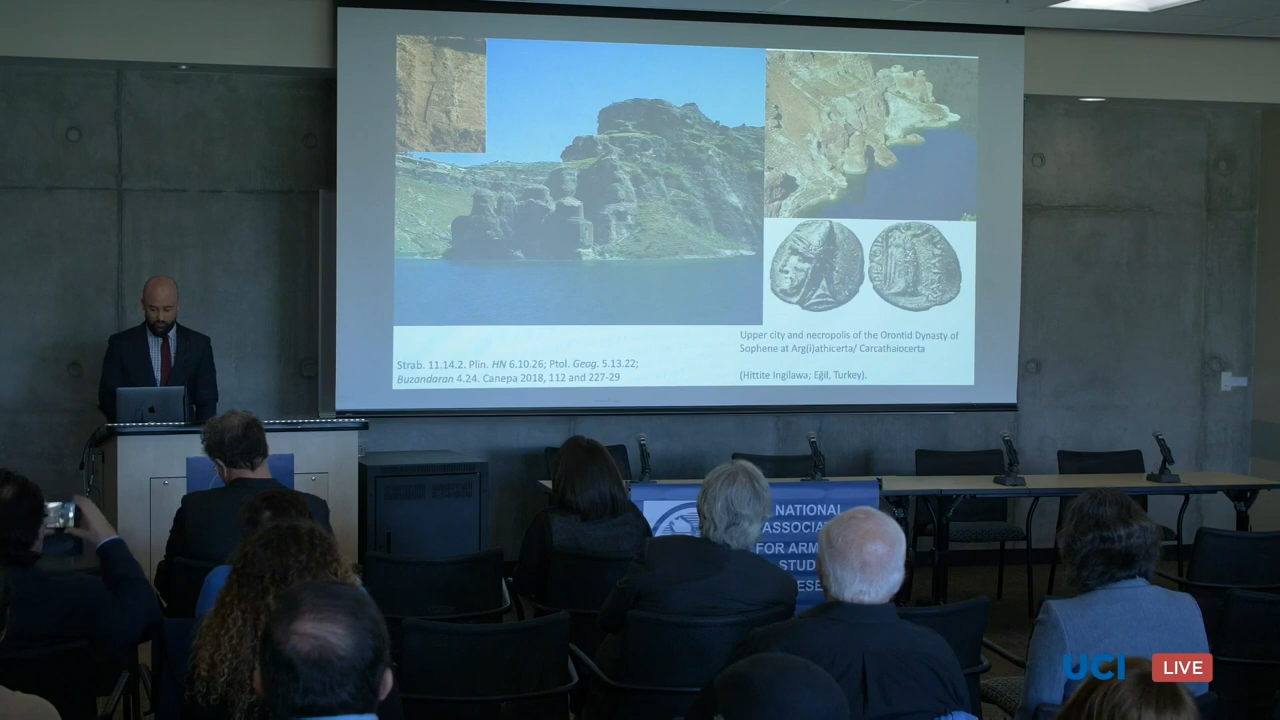 Strab. 11.14.2. Plin. HN 6.10.26; Ptol. Geog. 5.13.22;
Buzandaran 4.24. Canepa 2018, 112 and 227-29
Upper city and necropolis of the Orontid Dynasty of
Sophene at Arg(i)athicerta/ Carcathaiocerta
(Hittite Ingilawa; Eğil, Turkey).
NATIONAL
ASSOCIA
FOR ARM
STUD
ESE
UCI LIVE